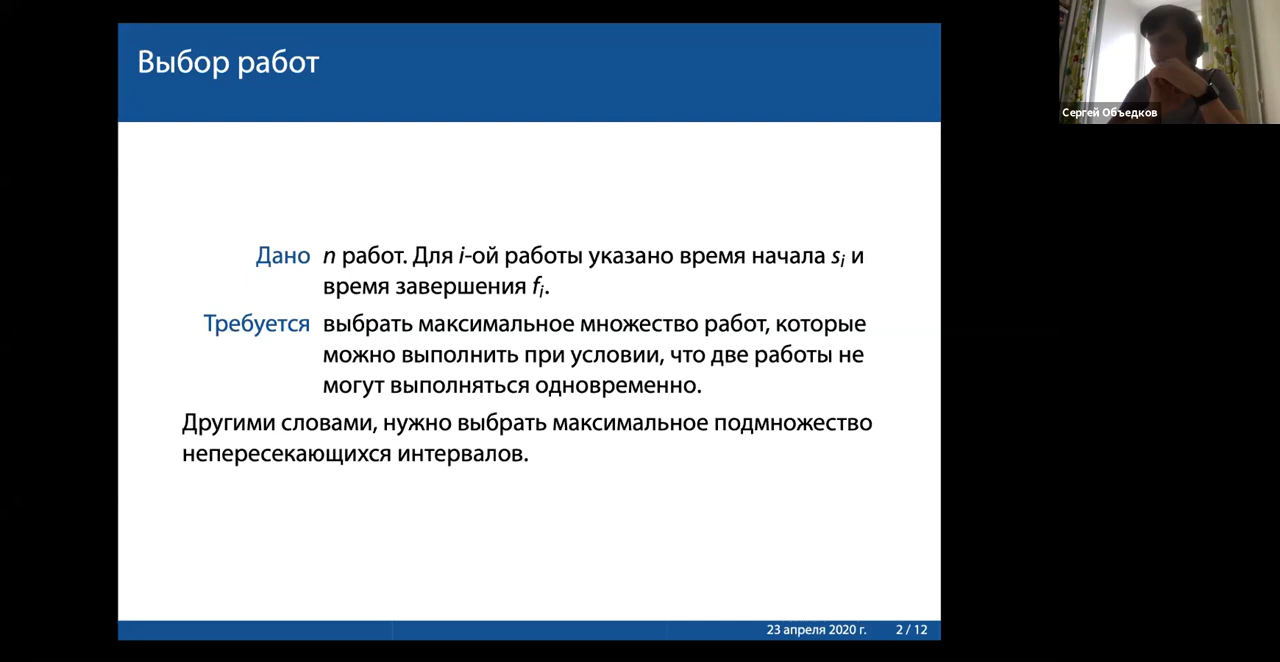 Выбор работ
Сергей Объедков
Дано n работ. Для i-ой работы указано время начала s_i и
время завершения f_i.
Требуется выбрать максимальное множество работ, которые
можно выполнить при условии, что две работы не
могут выполняться одновременно.
Другими словами, нужно выбрать максимальное подмножество
непересекающихся интервалов.
23 апреля 2020 г. 2 / 12